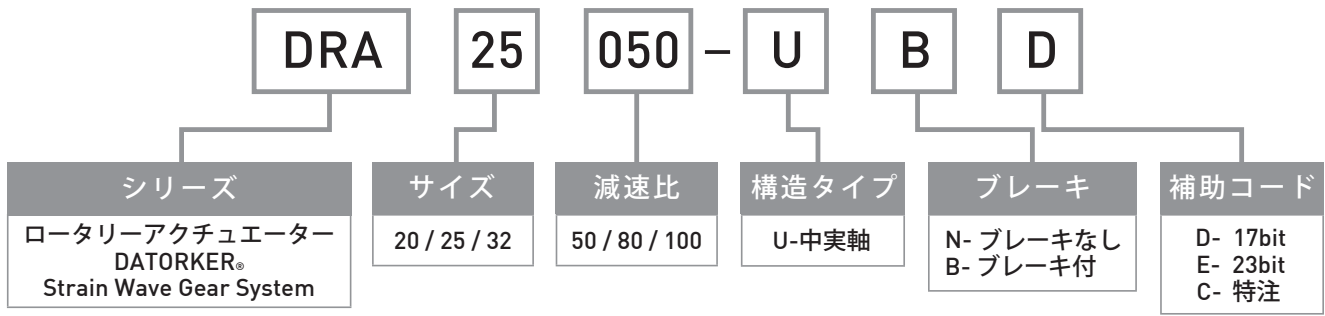 DRA 25 050 – U B D
シリーズ
ロータリーアクチュエーター
DATORKER®
Strain Wave Gear System
サイズ
20 / 25 / 32
減速比
50 / 80 / 100
構造タイプ
U-中実軸
ブレーキ
N- ブレーキなし
B- ブレーキ付
補助コード
D- 17bit
E- 23bit
C- 特注